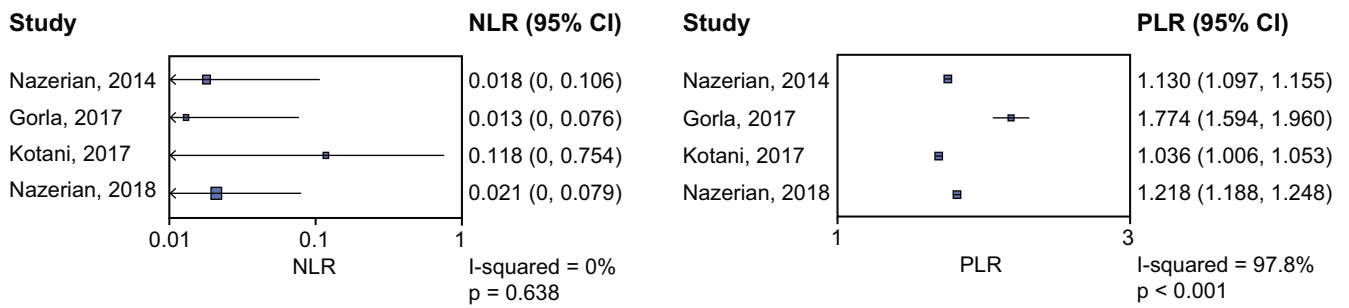 Study NLR (95% CI)
Nazerian, 2014 0.018 (0, 0.106)
Gorla, 2017 0.013 (0, 0.076)
Kotani, 2017 0.118 (0, 0.754)
Nazerian, 2018 0.021 (0, 0.079)
0.01 0.1 1
NLR
I-squared = 0%
p = 0.638
Study PLR (95% CI)
Nazerian, 2014 1.130 (1.097, 1.155)
Gorla, 2017 1.774 (1.594, 1.960)
Kotani, 2017 1.036 (1.006, 1.053)
Nazerian, 2018 1.218 (1.188, 1.248)
1 3
PLR
I-squared = 97.8%
p < 0.001